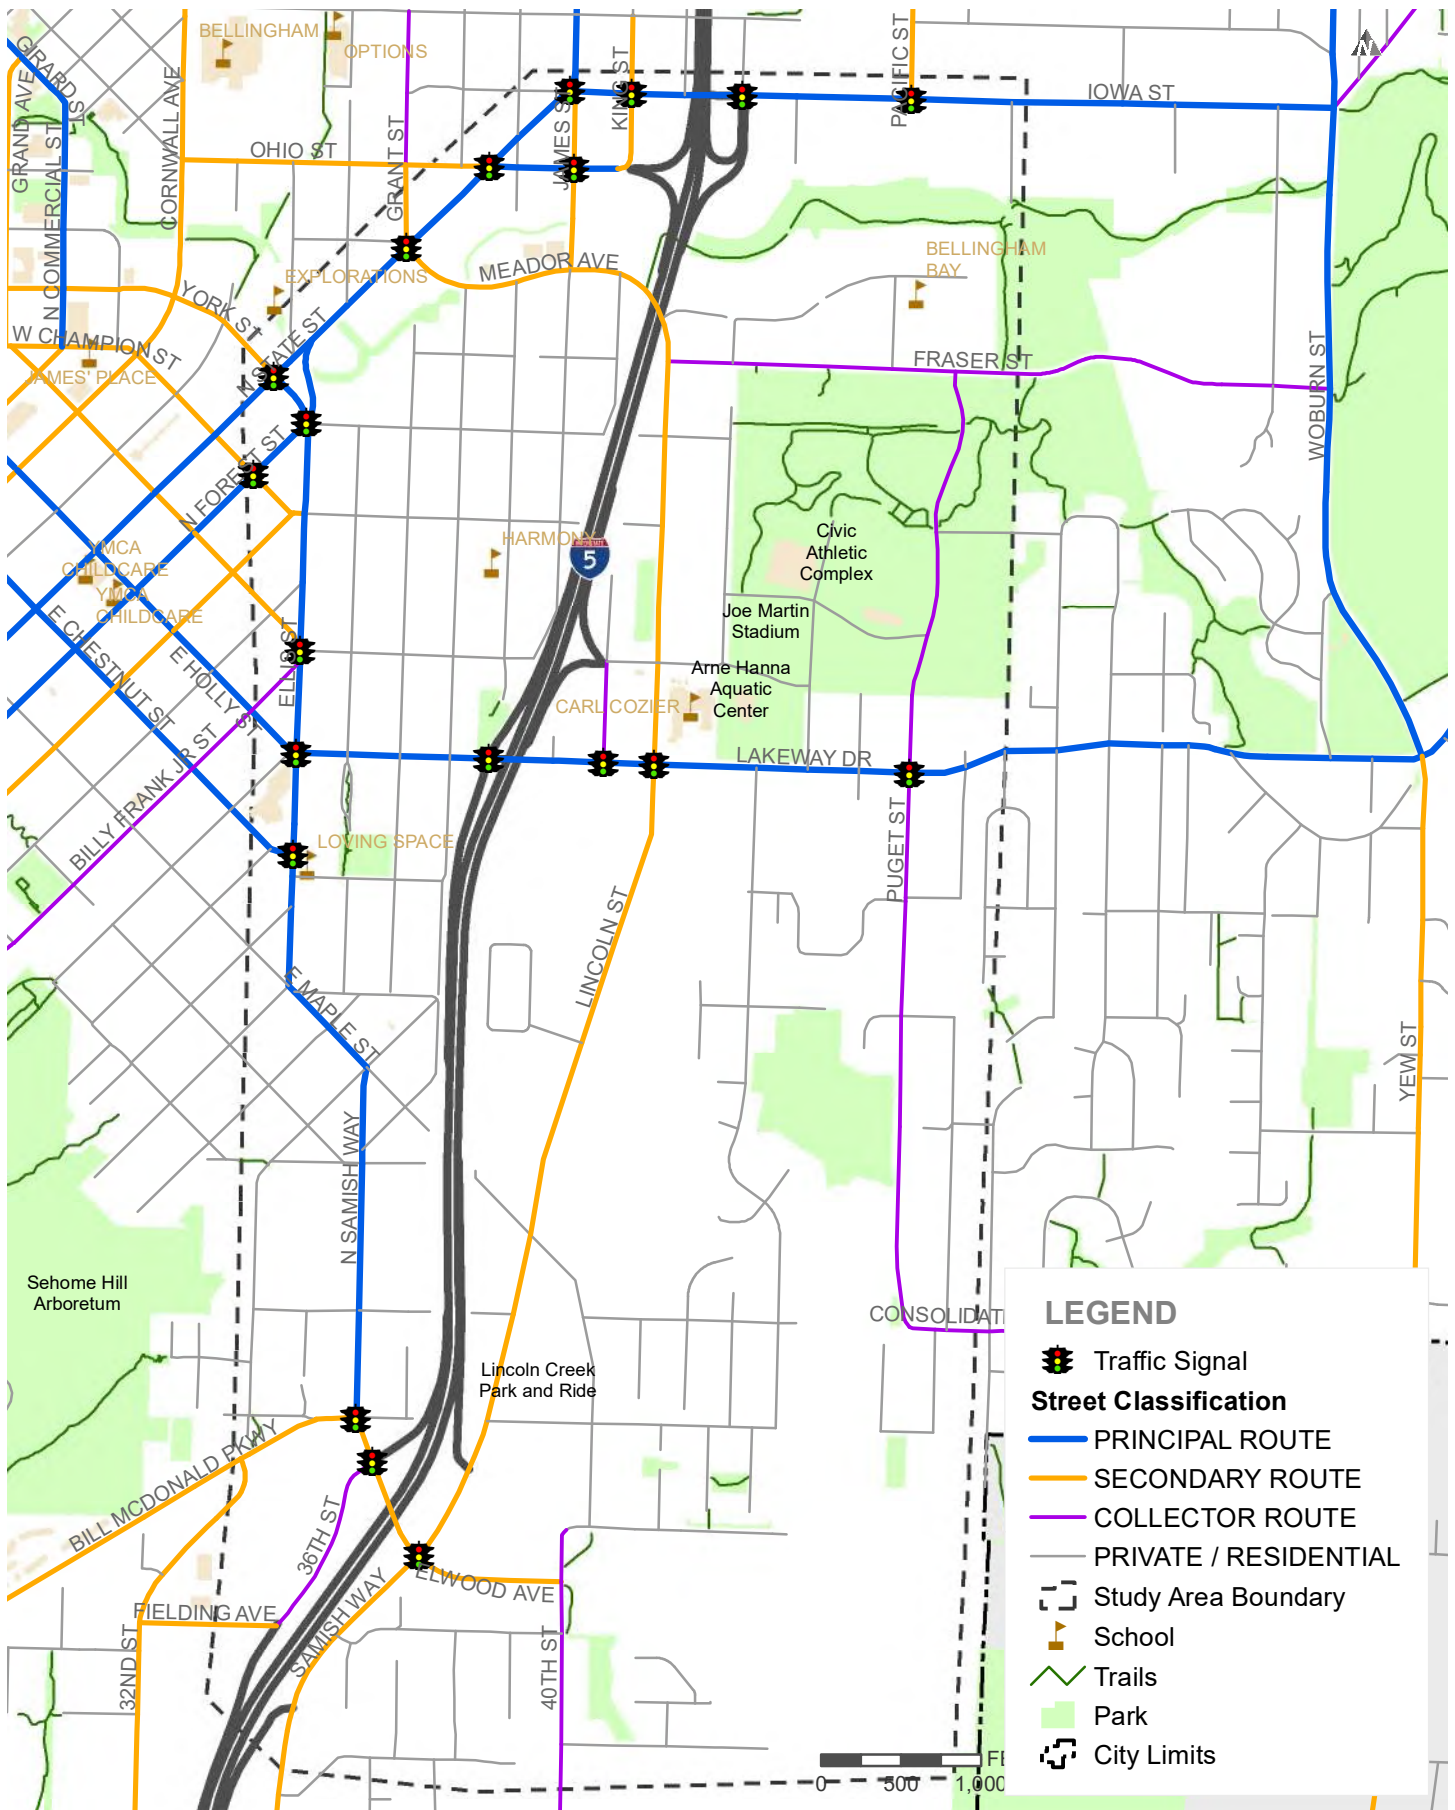 BELLINGHAM
OPTIONS
GIRARD ST
GRAND AVE
N COMMERCIAL ST
CORNWALL AVE
GRANT ST
JAMES ST
KING ST
PACIFIC ST
N
IOWA ST
OHIO ST
BELLINGHAM
BAY
MEADOR AVE
EXPLORATIONS
YORK ST
N STATE ST
W CHAMPION ST
JAMES' PLACE
FRASER ST
WOBURN ST
N FOREST ST
HARMONY
INTERSTATE
5
Civic
Athletic
Complex
YMCA
CHILDCARE
YMCA
CHILDCARE
Joe Martin
Stadium
E CHESTNUT ST
E HOLLY ST
ELLIS ST
Arne Hanna
Aquatic
Center
CARL COZIER
LAKEWAY DR
BILLY FRANK JR ST
PUGET ST
LOVING SPACE
LINCOLN ST
E MAPLE ST
YEW ST
N SAMISH WAY
Sehome Hill
Arboretum
CONSOLIDATI
Lincoln Creek
Park and Ride
BILL MCDONALD PKWY
36TH ST
ELWOOD AVE
FIELDING AVE
SAMISH WAY
32ND ST
40TH ST
0
500
1,000
FE
LEGEND
Traffic Signal
Street Classification
PRINCIPAL ROUTE
SECONDARY ROUTE
COLLECTOR ROUTE
PRIVATE / RESIDENTIAL
Study Area Boundary
School
Trails
Park
City Limits